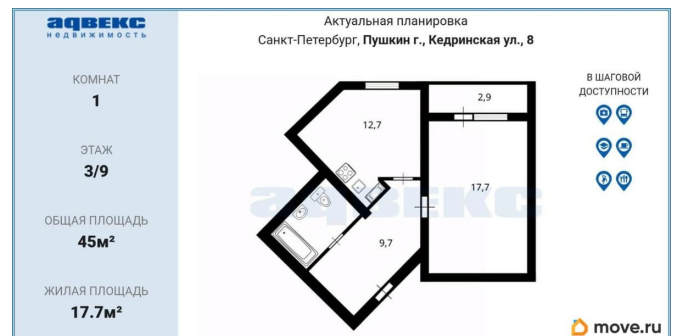 адвекс
НЕДВИЖИМОСТЬ
КОМНАТ
1
ЭТАЖ
3/9
ОБЩАЯ ПЛОЩАДЬ
45м²
ЖИЛАЯ ПЛОЩАДЬ
17.7м²
Актуальная планировка
Санкт-Петербург, Пушкин г., Кедринская ул., 8
2,9
12,7
17,7
адвекс
9,7
В ШАГОВОЙ
ДОСТУПНОСТИ
move.ru